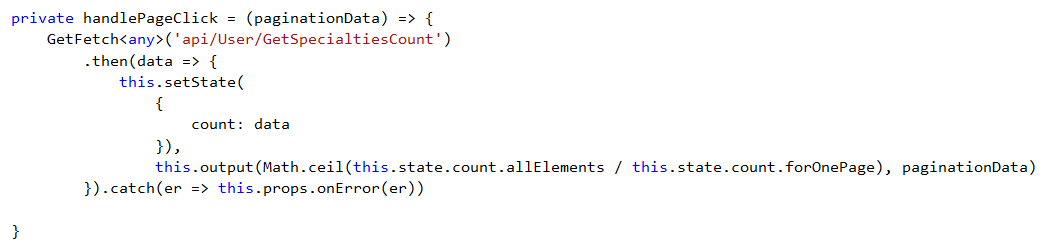 private handlePageClick = (paginationData) => {
    GetFetch<any>('api/User/GetSpecialtiesCount')
        .then(data => {
            this.setState(
                {
                    count: data
                }),
                this.output(Math.ceil(this.state.count.allElements / this.state.count.forOnePage), paginationData)
        }).catch(er => this.props.onError(er))

}